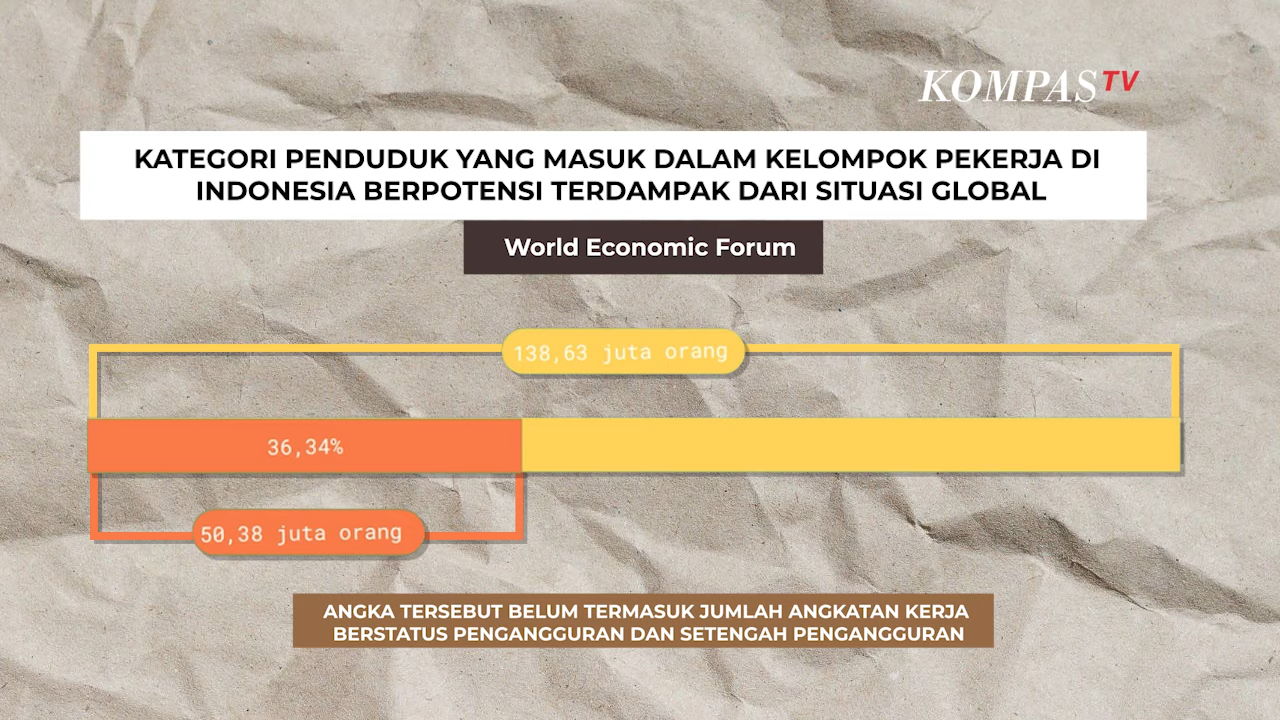 KOMPAS TV
KATEGORI PENDUDUK YANG MASUK DALAM KELOMPOK PEKERJA DI
INDONESIA BERPOTENSI TERDAMPAK DARI SITUASI GLOBAL
World Economic Forum
138,63 juta orang
36,34%
50,38 juta orang
ANGKA TERSEBUT BELUM TERMASUK JUMLAH ANGKATAN KERJA
BERSTATUS PENGANGGURAN DAN SETENGAH PENGANGGURAN